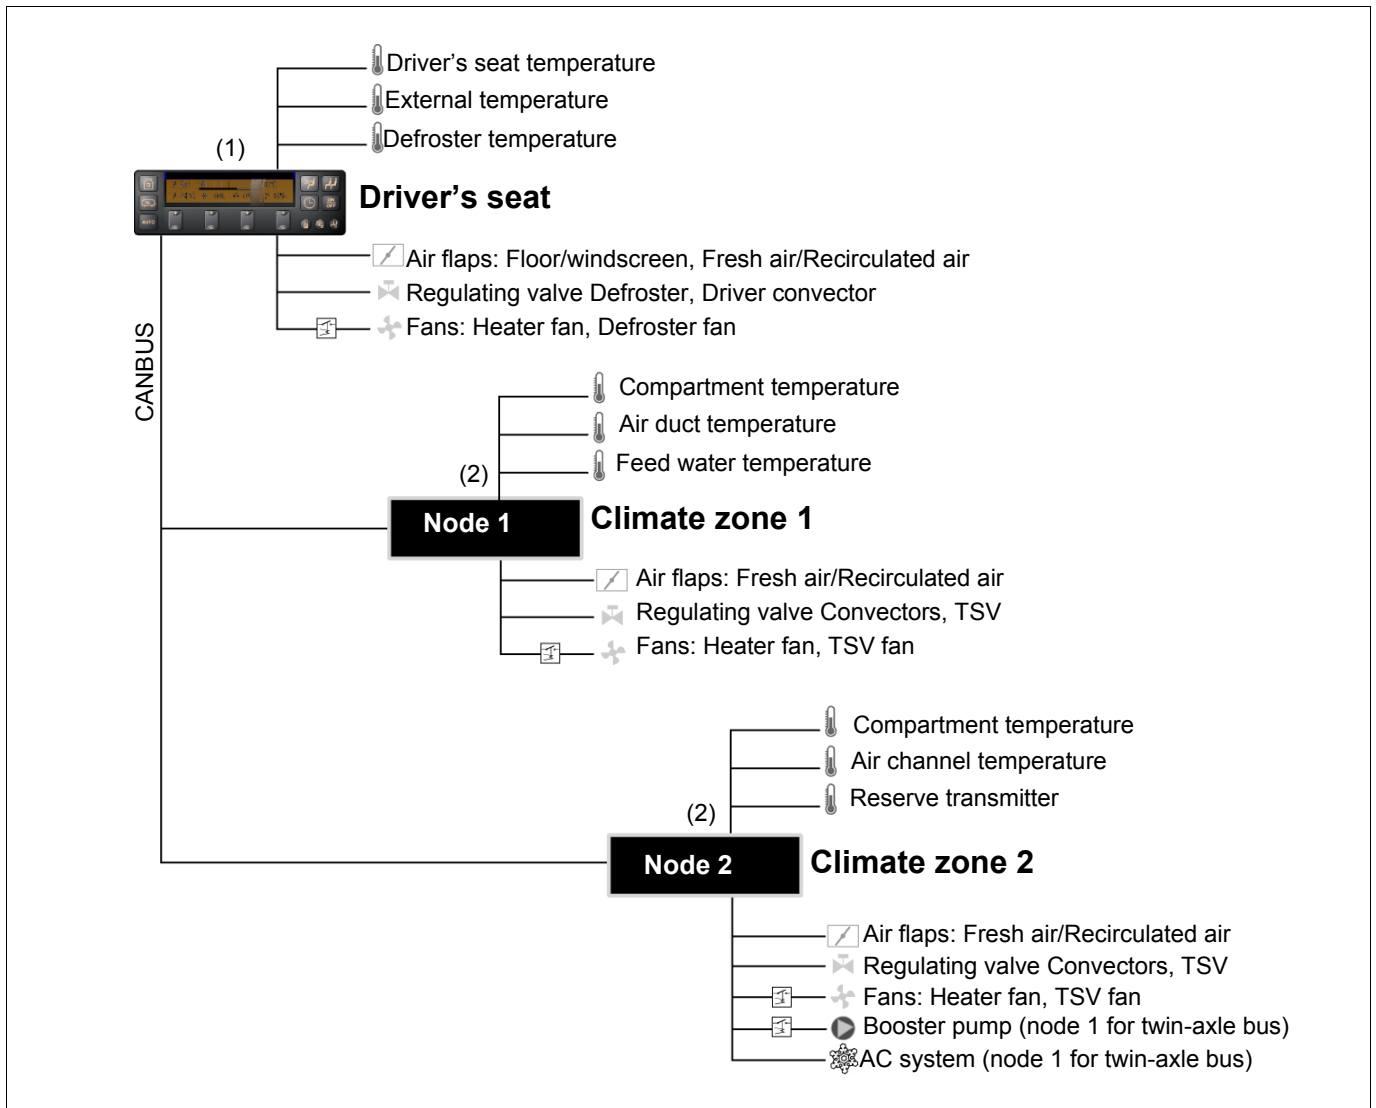 Driver's seat temperature
External temperature
Defroster temperature
(1)
AUTO
Driver's seat
Air flaps: Floor/windscreen, Fresh air/Recirculated air
Regulating valve Defroster, Driver convector
Fans: Heater fan, Defroster fan
CANBUS
Compartment temperature
Air duct temperature
Feed water temperature
(2)
Node 1
Climate zone 1
Air flaps: Fresh air/Recirculated air
Regulating valve Convectors, TSV
Fans: Heater fan, TSV fan
Compartment temperature
Air channel temperature
Reserve transmitter
(2)
Node 2
Climate zone 2
Air flaps: Fresh air/Recirculated air
Regulating valve Convectors, TSV
Fans: Heater fan, TSV fan
Booster pump (node 1 for twin-axle bus)
AC system (node 1 for twin-axle bus)